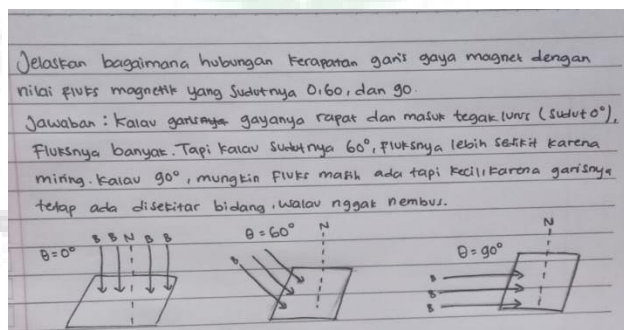 Jelaskan bagaimana hubungan kerapatan garis gaya magnet dengan
nilai fluks magnetik yang sudutnya 0,60, dan 90.
Jawaban : Kalau garisnya gayanya rapat dan masuk tegak lurus (sudut 0°),
Fluksnya banyak. Tapi kalau sudutnya 60°, fluksnya lebih sedikit karena
miring. Kalau 90°, mungkin fluks masih ada tapi kecil, karena garisnya
tetap ada disekitar bidang, walau nggak nembus.
θ = 0° B B N B B
θ = 60° N
B
θ = 90° N
B
B
B